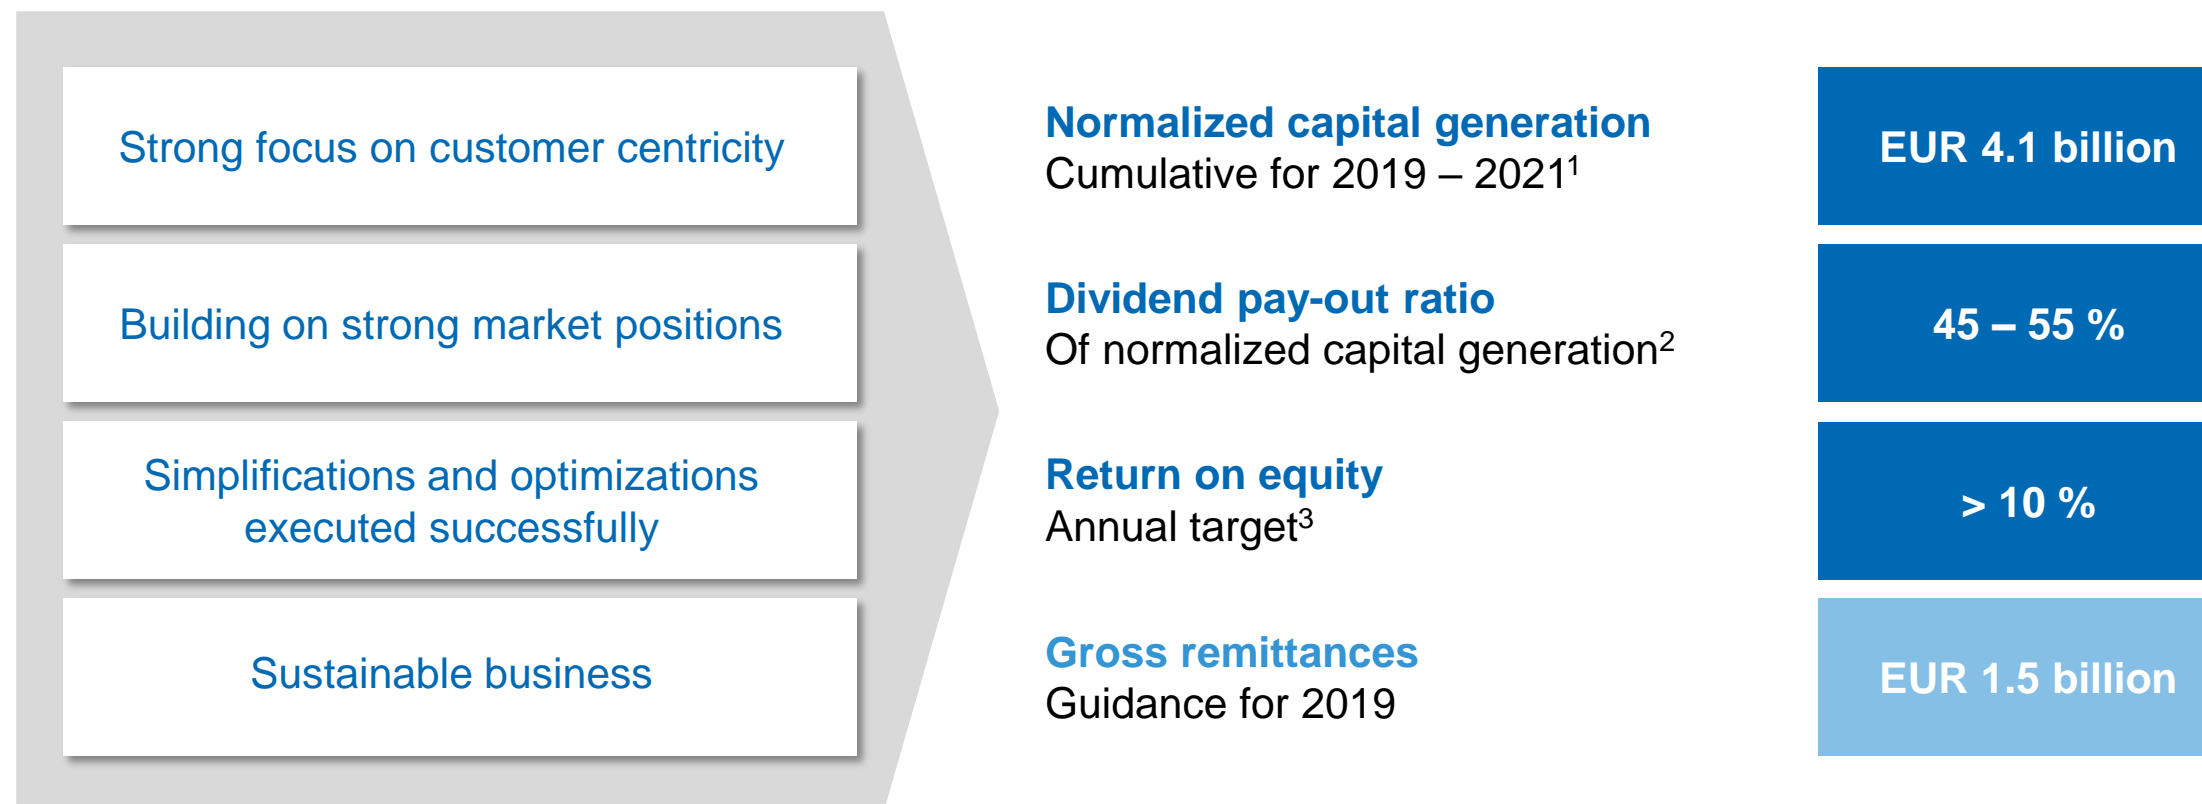 Strong focus on customer centricity
Building on strong market positions
Simplifications and optimizations
executed successfully
Sustainable business
Normalized capital generation
Cumulative for 2019 – 2021¹
EUR 4.1 billion
Dividend pay-out ratio
Of normalized capital generation²
45 – 55 %
Return on equity
Annual target³
> 10 %
Gross remittances
Guidance for 2019
EUR 1.5 billion